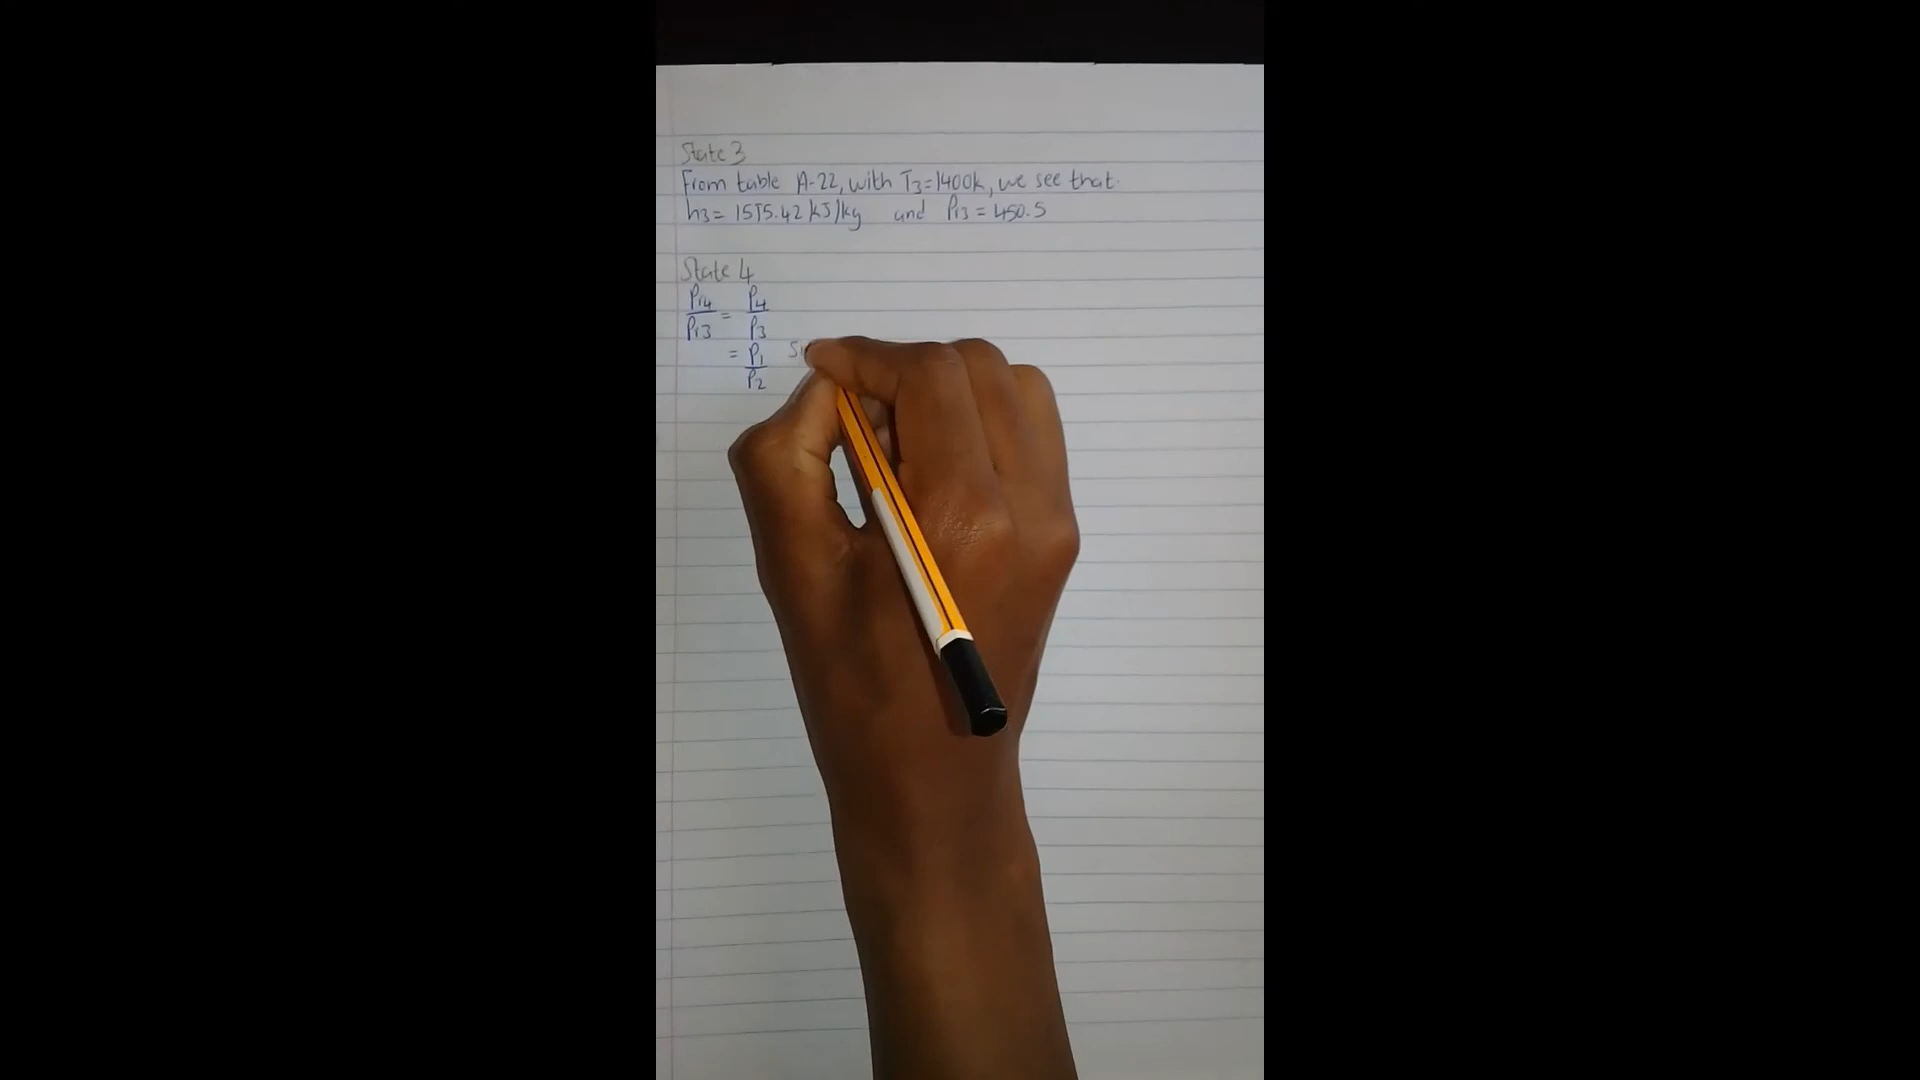 State 3
From table A-22, with T3=1400k, we see that.
h3 = 1515.42 kJ/kg and Pr3 = 450.5
State 4
Pr4/Pr3 = P4/P3
= P1/P2